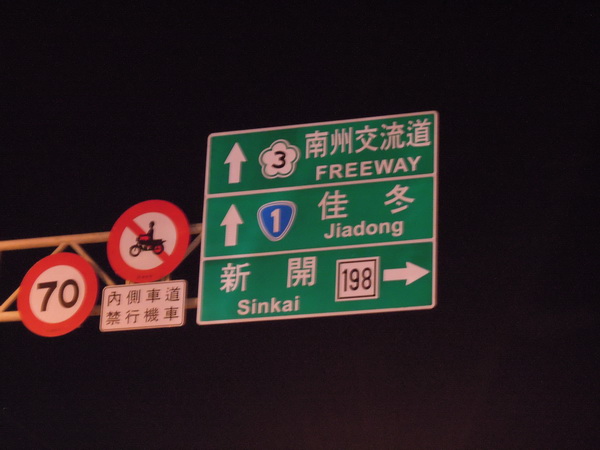 3 南州交流道
FREEWAY
1 佳冬
Jiadong
新開 198
Sinkai
70
內側車道
禁行機車